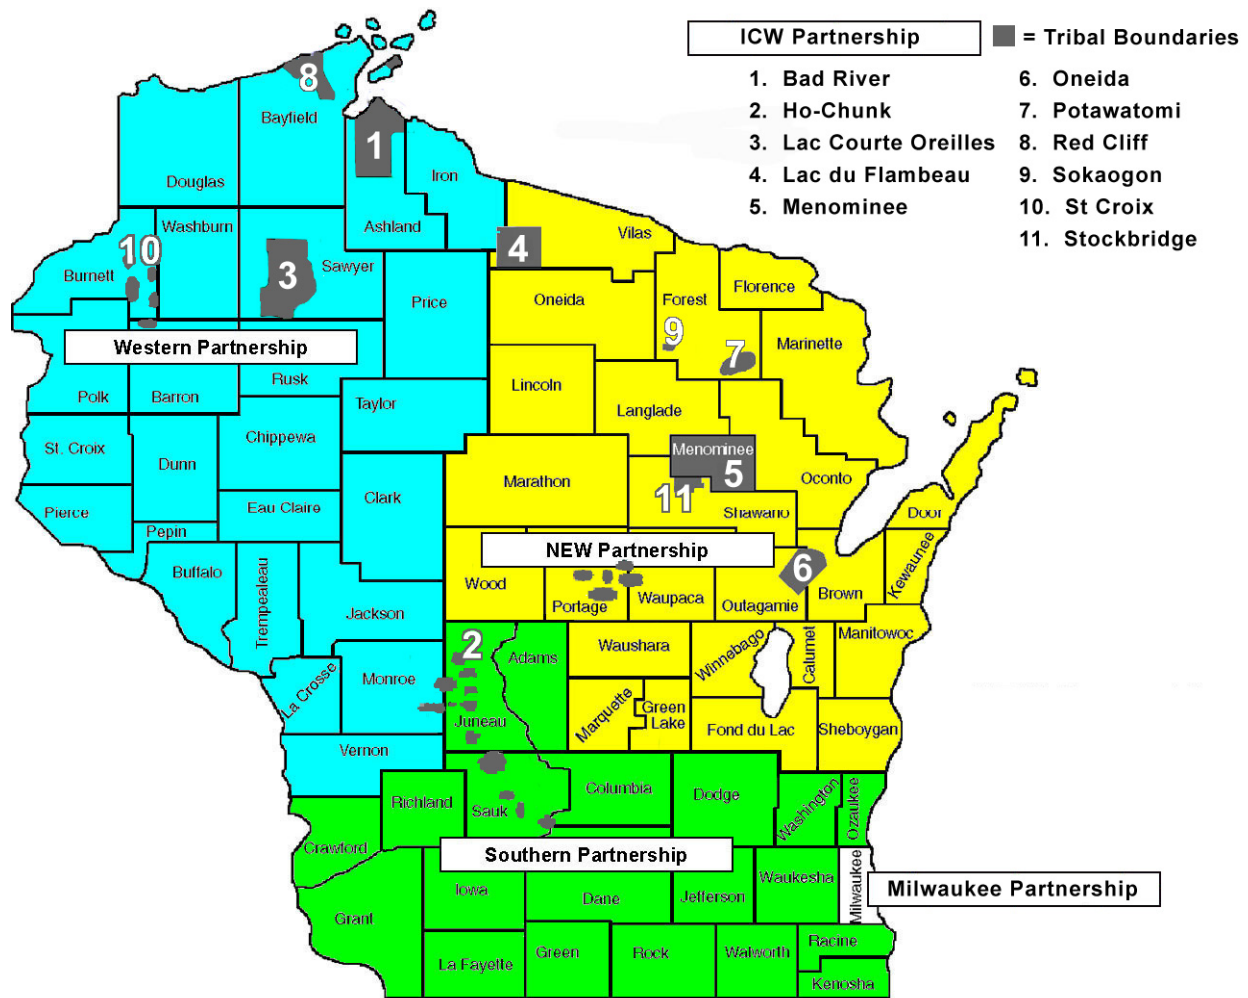 ICW Partnership
= Tribal Boundaries
1. Bad River
2. Ho-Chunk
3. Lac Courte Oreilles
4. Lac du Flambeau
5. Menominee
6. Oneida
7. Potawatomi
8. Red Cliff
9. Sokaogon
10. St Croix
11. Stockbridge
8
Bayfield
1
Iron
Douglas
Washburn
Ashland
Vilas
10
4
Burnett
3
Sawyer
Florence
Price
Oneida
Forest
9
7
Marinette
Western Partnership
Rusk
Lincoln
Polk
Barron
Taylor
Langlade
Chippewa
St. Croix
Menominee
Dunn
5
Oconto
Marathon
Clark
11
Eau Claire
Pierce
Shawano
Door
Pepin
NEW Partnership
Kewaunee
Buffalo
Wood
6
Brown
Trempealeau
Portage
Waupaca
Outagamie
Jackson
Manitowoc
2
Waushara
Winnebago
Calumet
Adams
Monroe
La Crosse
Marquette
Green
Lake
Juneau
Fond du Lac
Sheboygan
Vernon
Columbia
Dodge
Washington
Ozaukee
Richland
Sauk
Crawford
Southern Partnership
Waukesha
Milwaukee
Milwaukee Partnership
Iowa
Dane
Jefferson
Grant
Racine
Green
Rock
Walworth
La Fayette
Kenosha